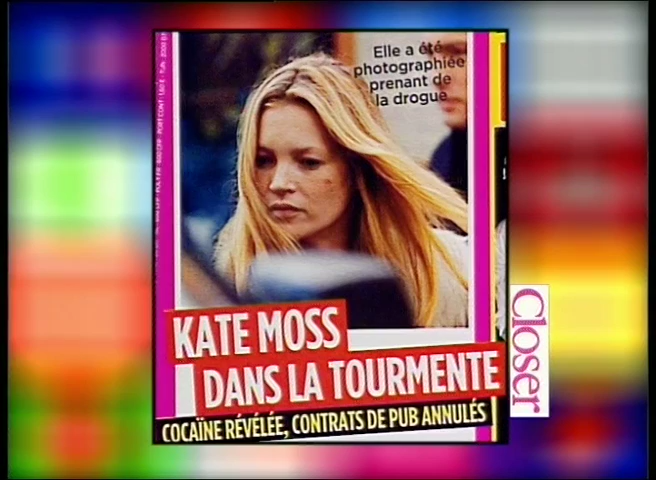 Elle a été
photographiée
prenant de
la drogue
KATE MOSS
DANS LA TOURMENTE
COCAÏNE RÉVÉLÉE, CONTRATS DE PUB ANNULÉS
Closer